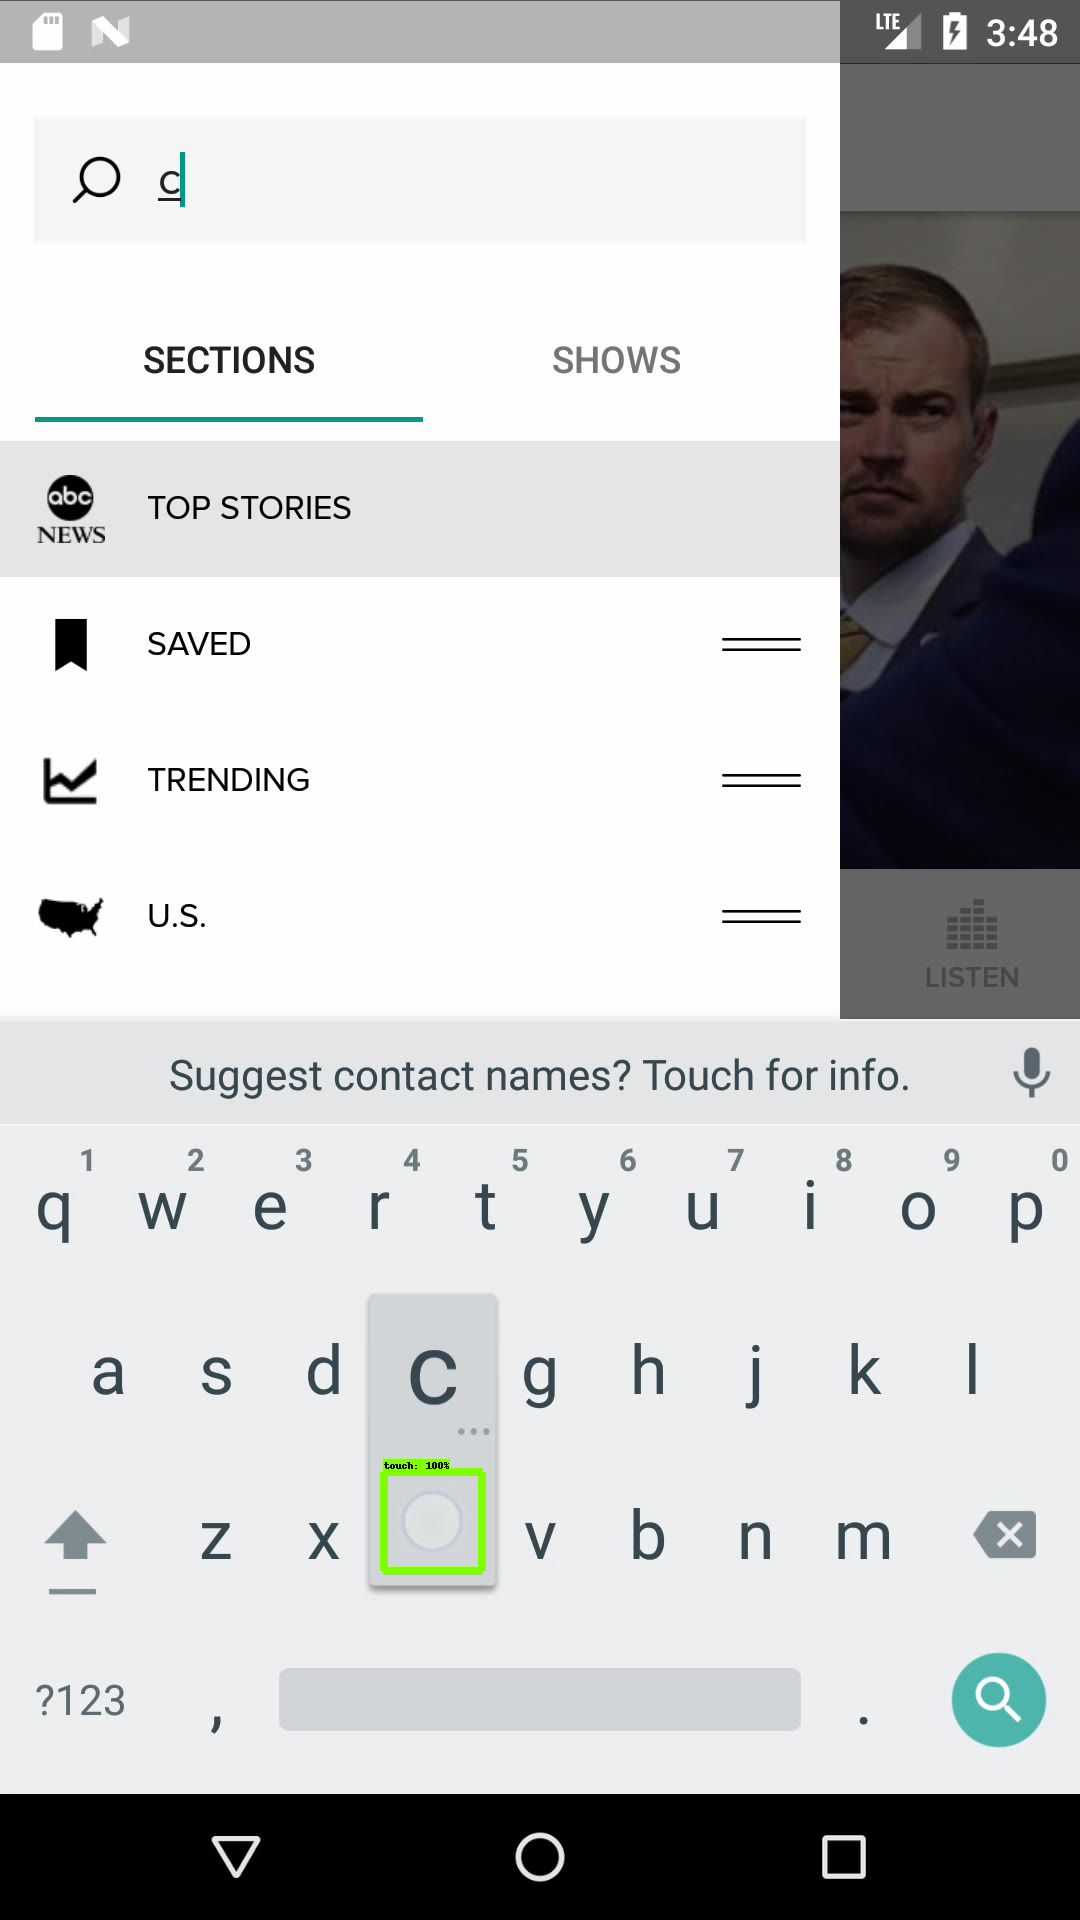 LTE 3:48
c
SECTIONS SHOWS
abc NEWS TOP STORIES
SAVED
TRENDING
U.S.
LISTEN
Suggest contact names? Touch for info.
1 2 3 4 5 6 7 8 9 0
q w e r t y u i o p
a s d c g h j k l
touch: 100%
z x v b n m
?123 , .